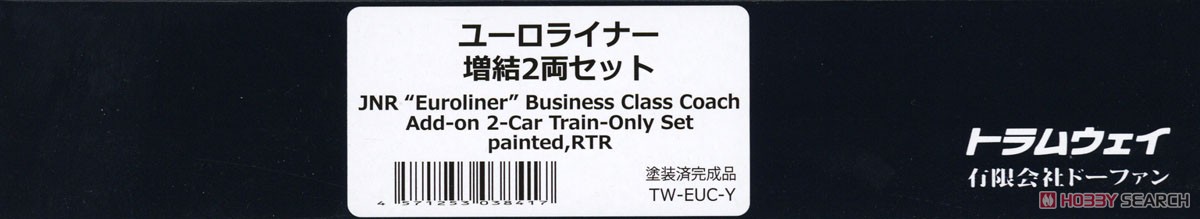 ユーロライナー
増結2両セット
JNR “Euroliner” Business Class Coach
Add-on 2-Car Train-Only Set
painted,RTR
塗装済完成品
4 571253 038417
TW-EUC-Y
トラムウェイ
有限会社ドーファン
HOBBY SEARCH